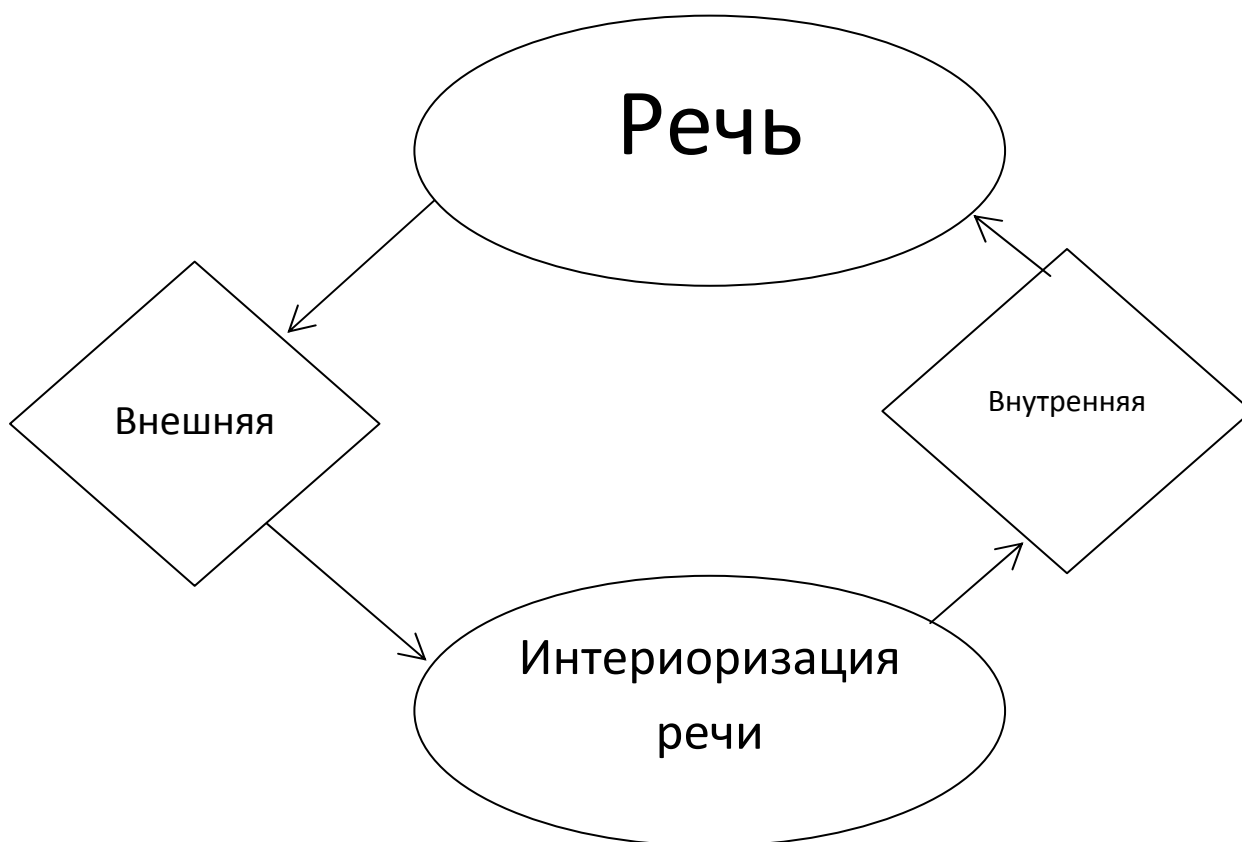 Речь
Внешняя
Внутренняя
Интериоризация
речи